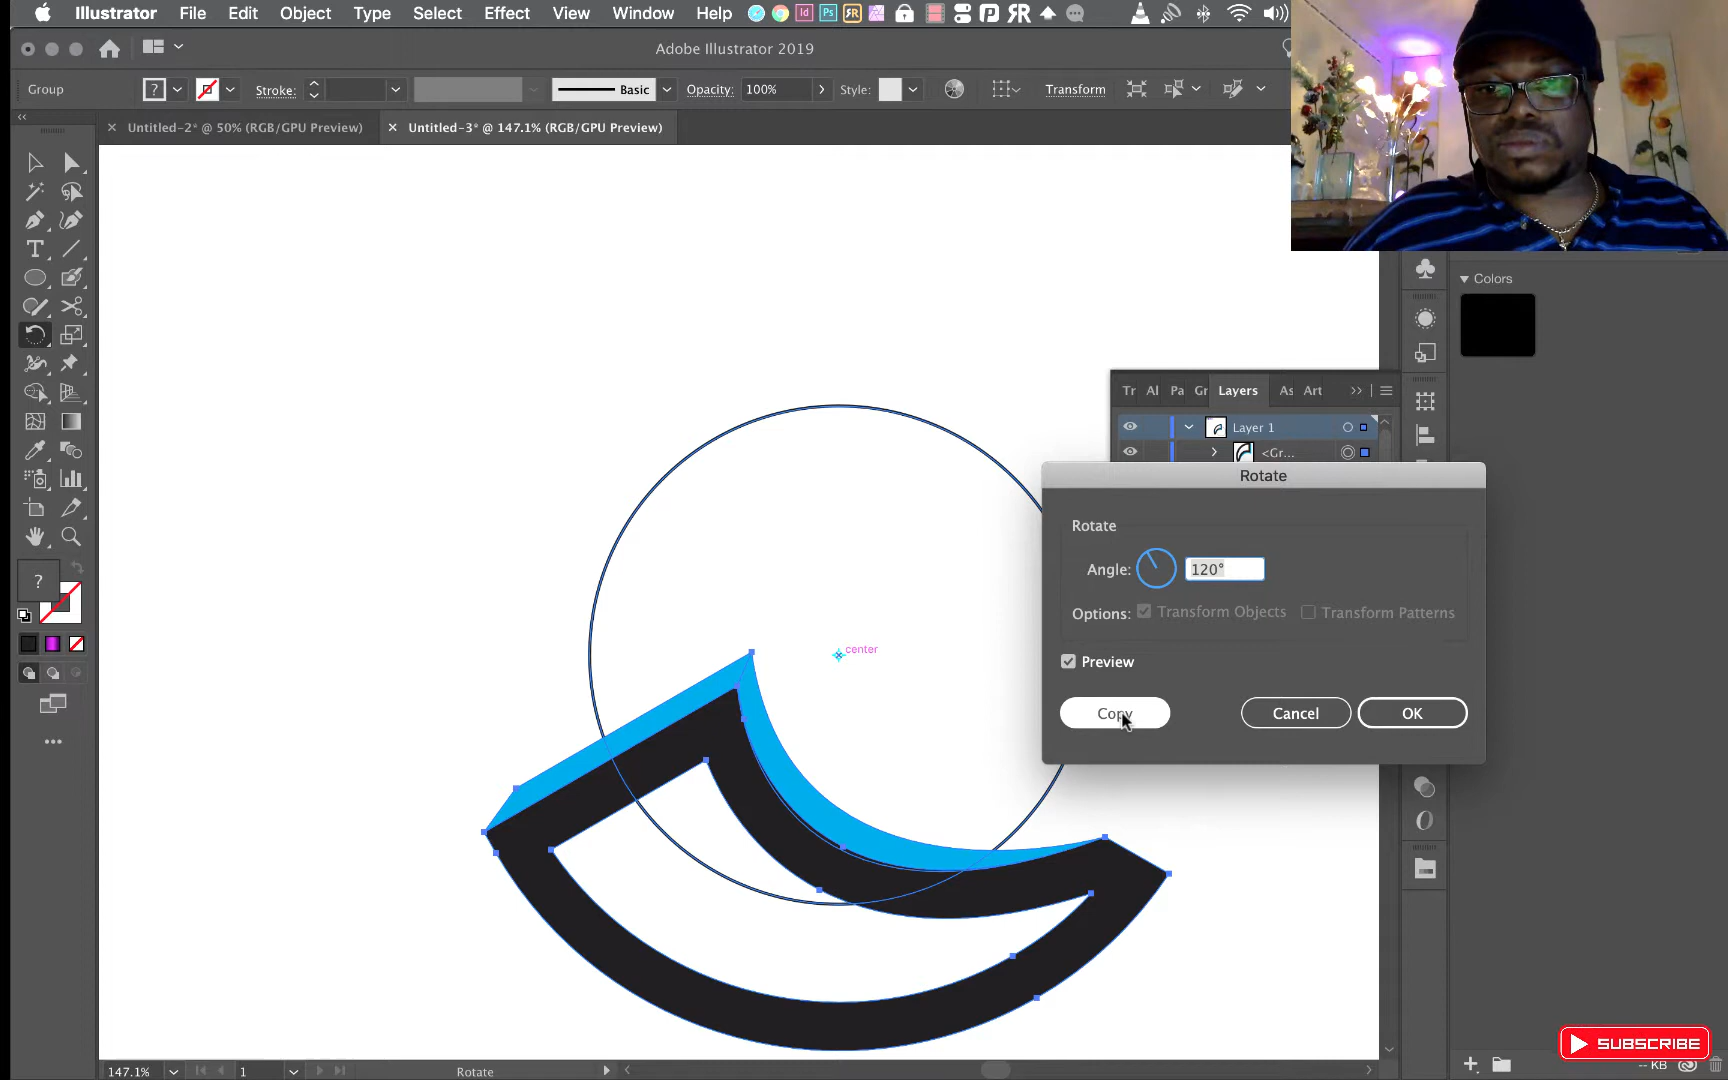 Illustrator File Edit Object Type Select Effect View Window Help
Adobe Illustrator 2019
Group ? Stroke: Basic Opacity: 100% Style: Transform
Untitled-2* @ 50% (RGB/GPU Preview) Untitled-3* @ 147.1% (RGB/GPU Preview)
Colors
Tr Al Pa Gr Layers As Art
Layer 1
<Gr...
Rotate
Rotate
Angle: 120°
Options: Transform Objects Transform Patterns
center
Preview
Copy Cancel OK
?
SUBSCRIBE
-- KB
147.1% 1 Rotate